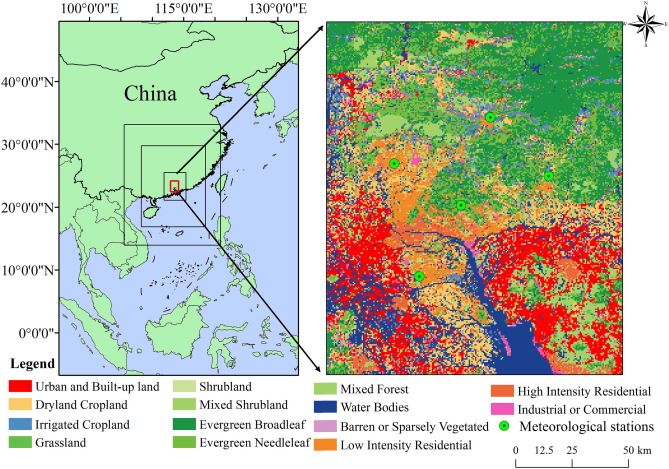 100°0'0"E 115°0'0"E 130°0'0"E
N
W E
S
40°0'0"N
China
30°0'0"N
20°0'0"N
10°0'0"N
0°0'0"
Legend
Urban and Built-up land
Dryland Cropland
Irrigated Cropland
Grassland
Shrubland
Mixed Shrubland
Evergreen Broadleaf
Evergreen Needleleaf
Mixed Forest
Water Bodies
Barren or Sparsely Vegetated
Low Intensity Residential
High Intensity Residential
Industrial or Commercial
Meteorological stations
0 12.5 25 50 km